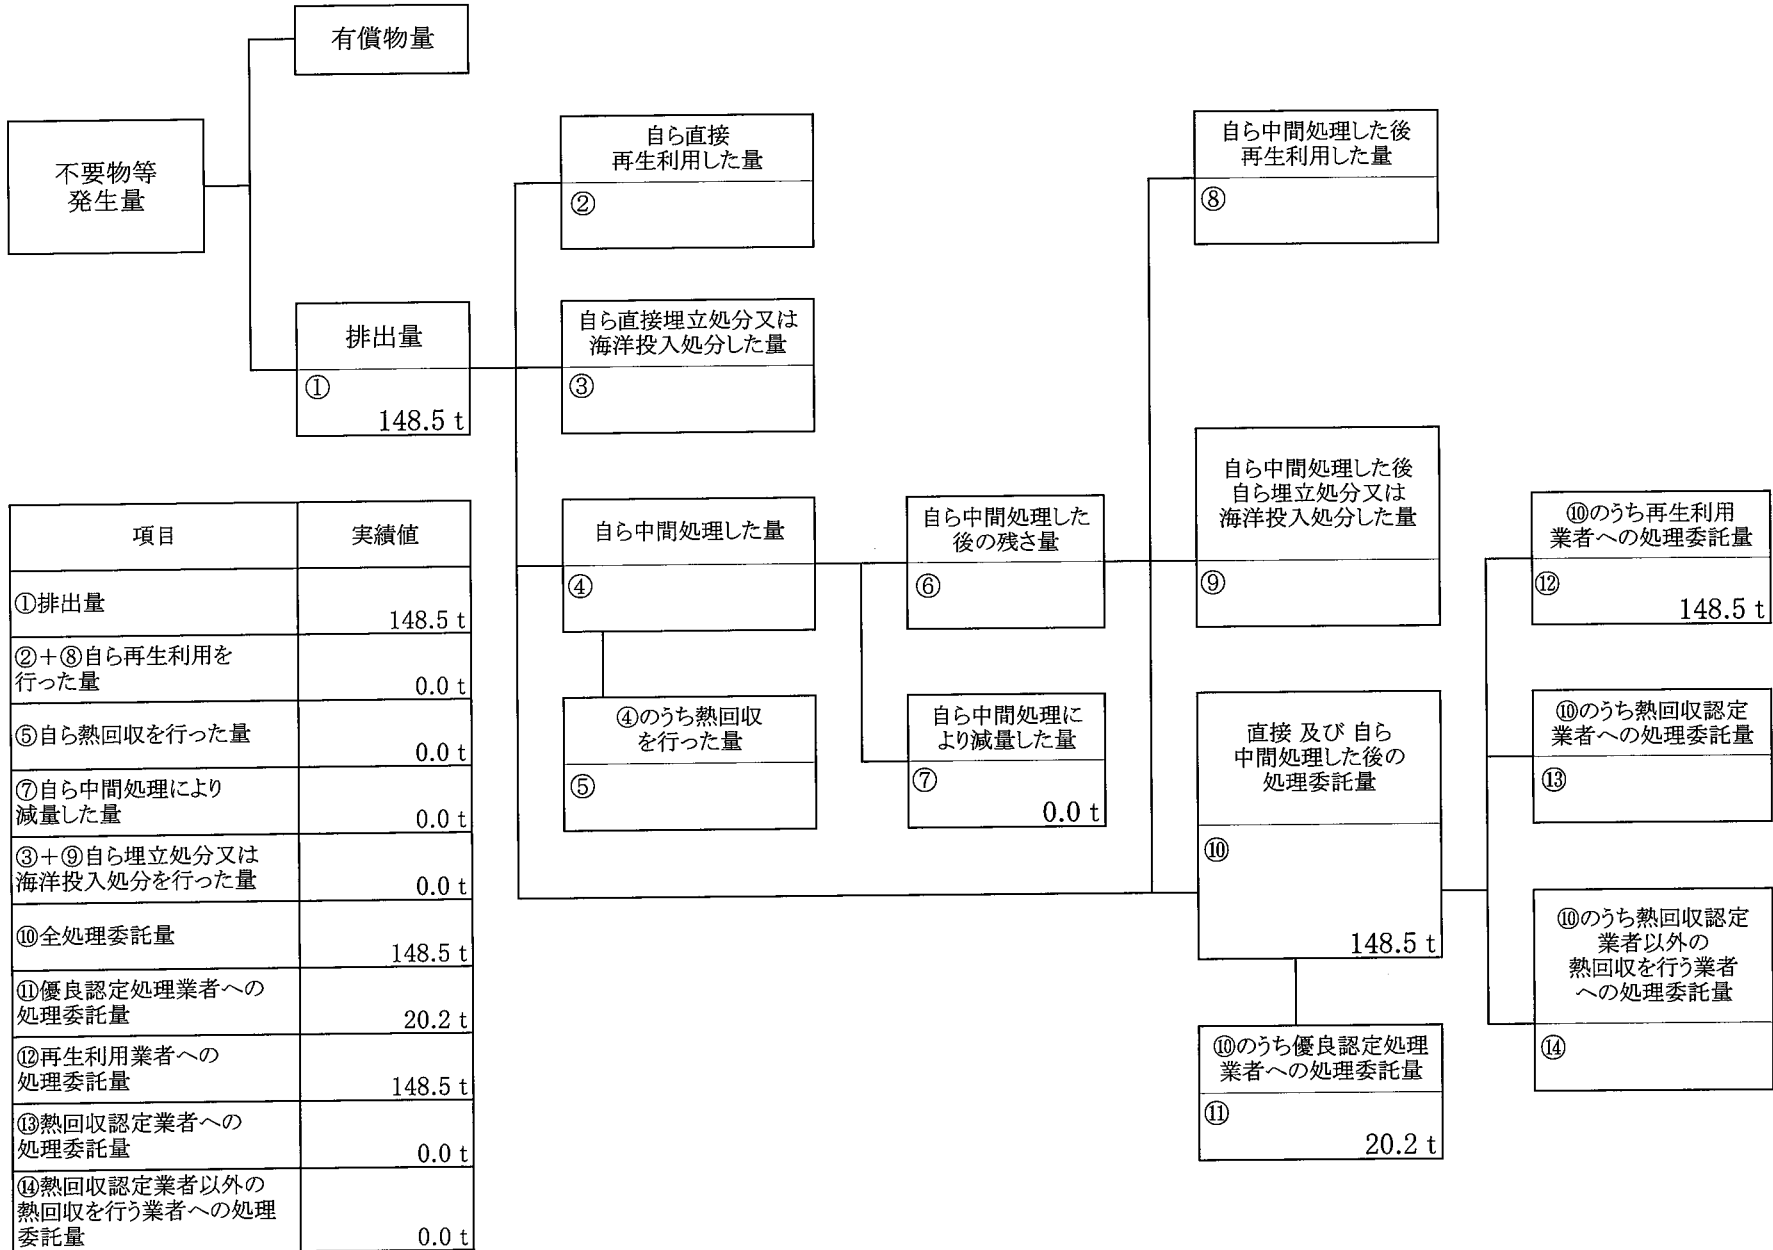 有償物量
不要物等
発生量
排出量
①
148.5 t
自ら直接
再生利用した量
②
自ら直接埋立処分又は
海洋投入処分した量
③
自ら中間処理した量
④
④のうち熱回収
を行った量
⑤
自ら中間処理した
後の残さ量
⑥
自ら中間処理に
より減量した量
⑦
0.0 t
自ら中間処理した後
再生利用した量
⑧
自ら中間処理した後
自ら埋立処分又は
海洋投入処分した量
⑨
直接 及び 自ら
中間処理した後の
処理委託量
⑩
148.5 t
⑩のうち優良認定処理
業者への処理委託量
⑪
20.2 t
⑩のうち再生利用
業者への処理委託量
⑫
148.5 t
⑩のうち熱回収認定
業者への処理委託量
⑬
⑩のうち熱回収認定
業者以外の
熱回収を行う業者
への処理委託量
⑭
項目 実績値
①排出量
148.5 t
②+⑧自ら再生利用を
行った量
0.0 t
⑤自ら熱回収を行った量
0.0 t
⑦自ら中間処理により
減量した量
0.0 t
③+⑨自ら埋立処分又は
海洋投入処分を行った量
0.0 t
⑩全処理委託量
148.5 t
⑪優良認定処理業者への
処理委託量
20.2 t
⑫再生利用業者への
処理委託量
148.5 t
⑬熱回収認定業者への
処理委託量
0.0 t
⑭熱回収認定業者以外の
熱回収を行う業者への処理
委託量
0.0 t